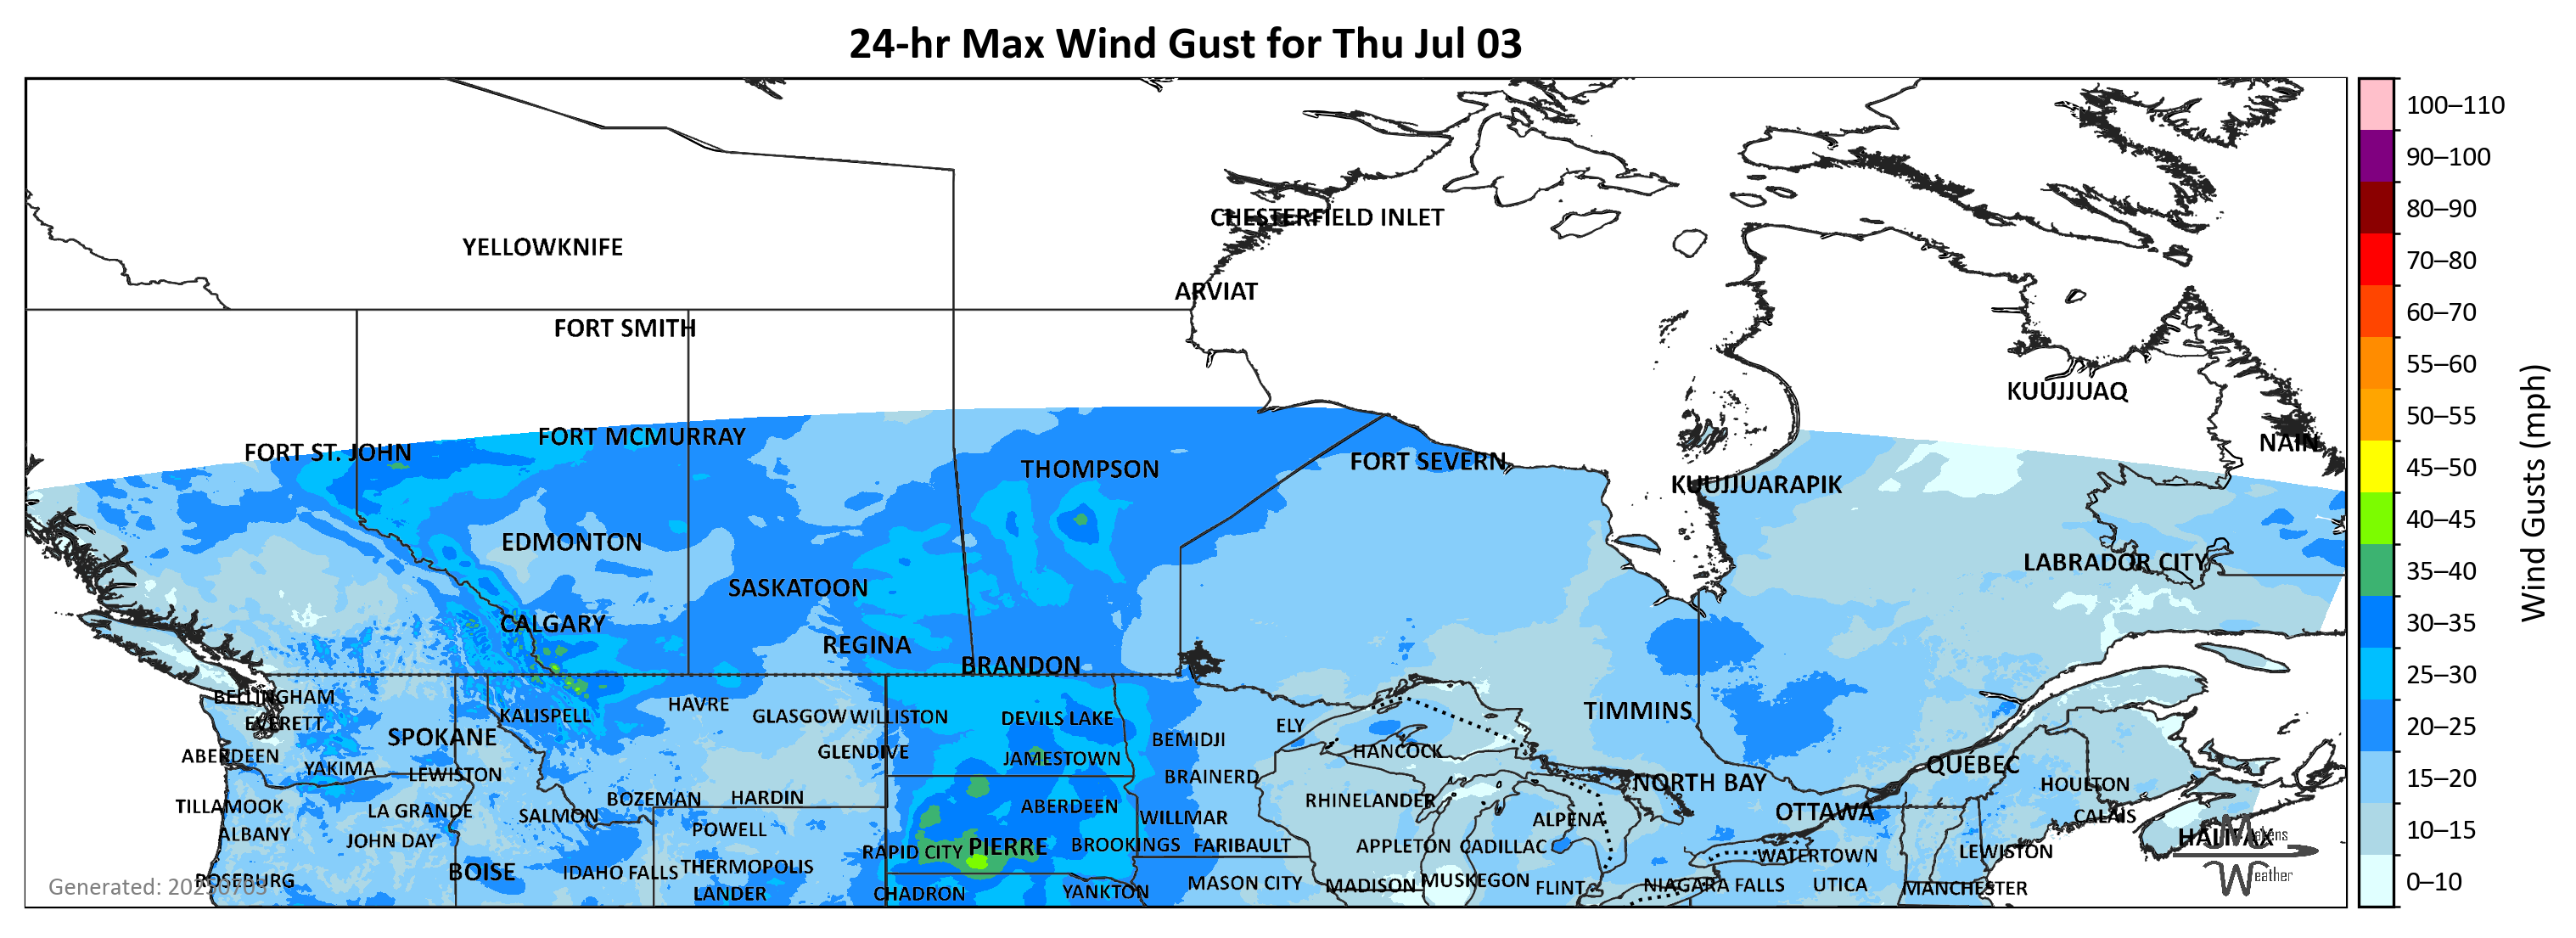 24-hr Max Wind Gust for Thu Jul 03
100–110
90–100
80–90
70–80
60–70
55–60
50–55
45–50
40–45
35–40
30–35
25–30
20–25
15–20
10–15
0–10
Wind Gusts (mph)
CHESTERFIELD INLET
YELLOWKNIFE
ARVIAT
FORT SMITH
KUUJJUAQ
FORT MCMURRAY
NAIN
FORT ST. JOHN
FORT SEVERN
THOMPSON
KUUJJUARAPIK
EDMONTON
LABRADOR CITY
SASKATOON
CALGARY
REGINA
BRANDON
BELLINGHAM
HAVRE
TIMMINS
KALISPELL
GLASGOW WILLISTON
DEVILS LAKE
EVERETT
ELY
SPOKANE
BEMIDJI
GLENDIVE
HANCOCK
ABERDEEN
JAMESTOWN
QUÉBEC
YAKIMA
LEWISTON
BRAINERD
NORTH BAY
HOULTON
BOZEMAN
HARDIN
RHINELANDER
TILLAMOOK
ABERDEEN
LA GRANDE
OTTAWA
SALMON
CALAIS
WILLMAR
ALPENA
POWELL
ALBANY
HALIFAX
Makens
JOHN DAY
PIERRE
BROOKINGS
FARIBAULT
APPLETON
CADILLAC
RAPID CITY
LEWISTON
WATERTOWN
THERMOPOLIS
BOISE
IDAHO FALLS
Weather
ROSEBURG
MUSKEGON
MASON CITY
MADISON
NIAGARA FALLS
UTICA
Generated: 20250703
FLINT
MANCHESTER
YANKTON
LANDER
CHADRON